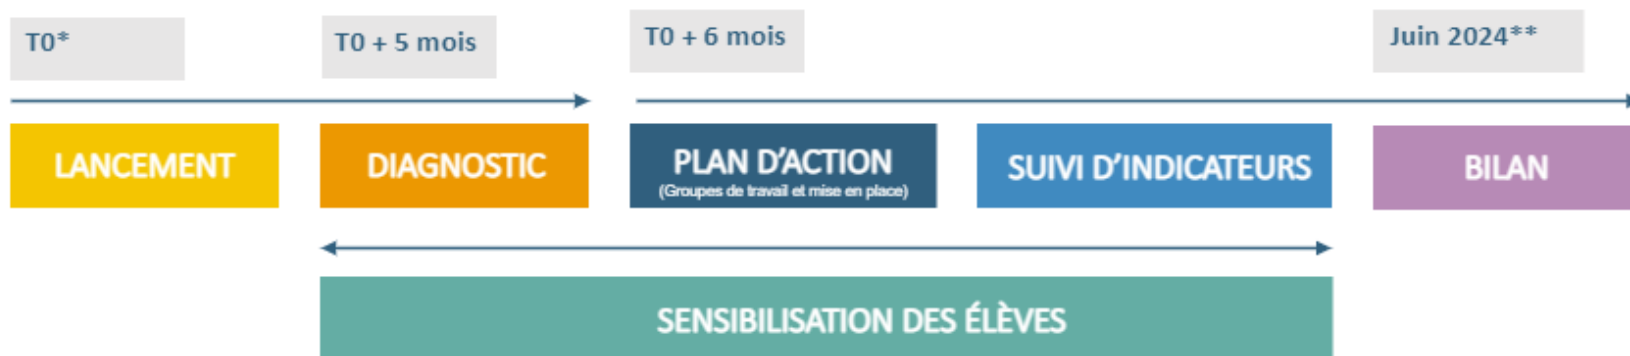 T0*
T0 + 5 mois
T0 + 6 mois
Juin 2024**
LANCEMENT
DIAGNOSTIC
PLAN D'ACTION
(Groupes de travail et mise en place)
SUIVI D'INDICATEURS
BILAN
SENSIBILISATION DES ÉLÈVES